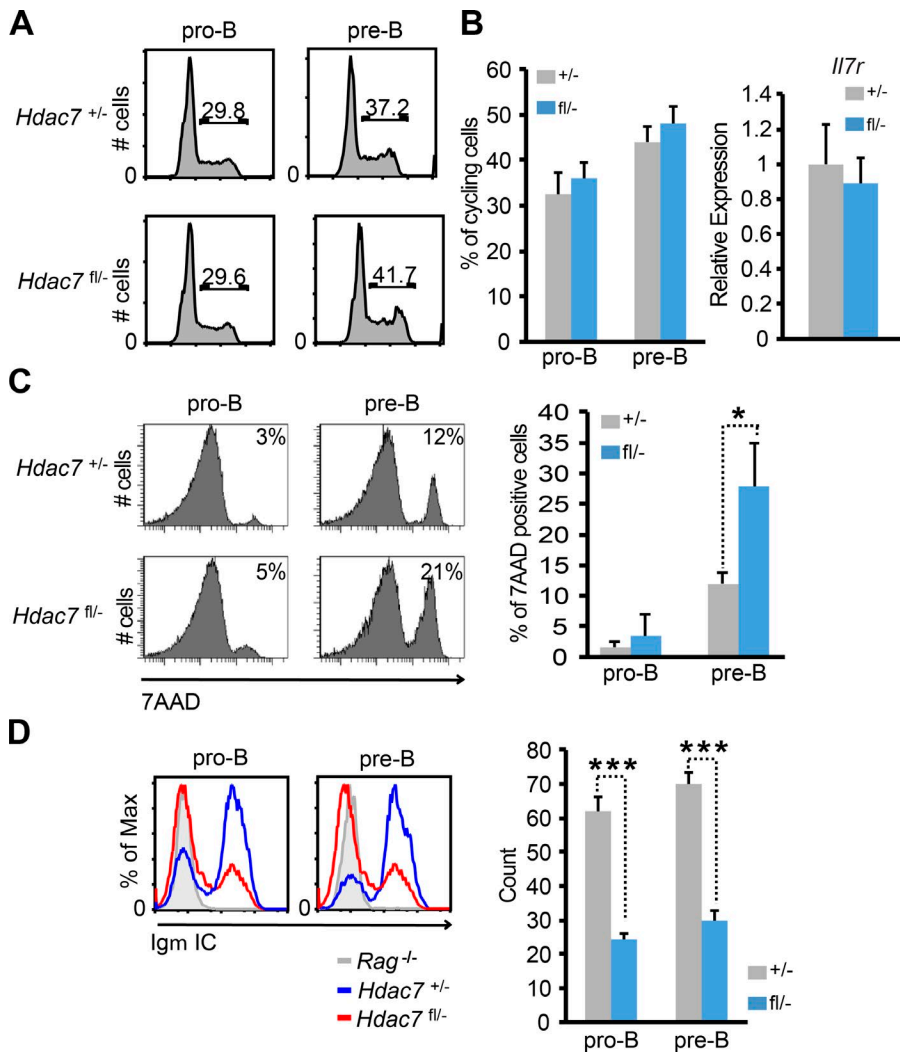 A
pro-B
pre-B
Hdac7 +/-
# cells
29.8
37.2
0
0
Hdac7 fl/-
# cells
29.6
41.7
0
0
B
% of cycling cells
60
50
40
30
20
10
0
+/-
fl/-
pro-B
pre-B
Il7r
+/-
fl/-
Relative Expression
1.4
1.2
1
0.8
0.6
0.4
0.2
0
C
pro-B
pre-B
Hdac7 +/-
# cells
3%
12%
Hdac7 fl/-
# cells
5%
21%
7AAD
% of 7AAD positive cells
40
35
30
25
20
15
10
5
0
+/-
fl/-
*
pro-B
pre-B
D
pro-B
pre-B
% of Max
0
0
Igm IC
Rag -/-
Hdac7 +/-
Hdac7 fl/-
Count
80
70
60
50
40
30
20
10
0
***
***
+/-
fl/-
pro-B
pre-B